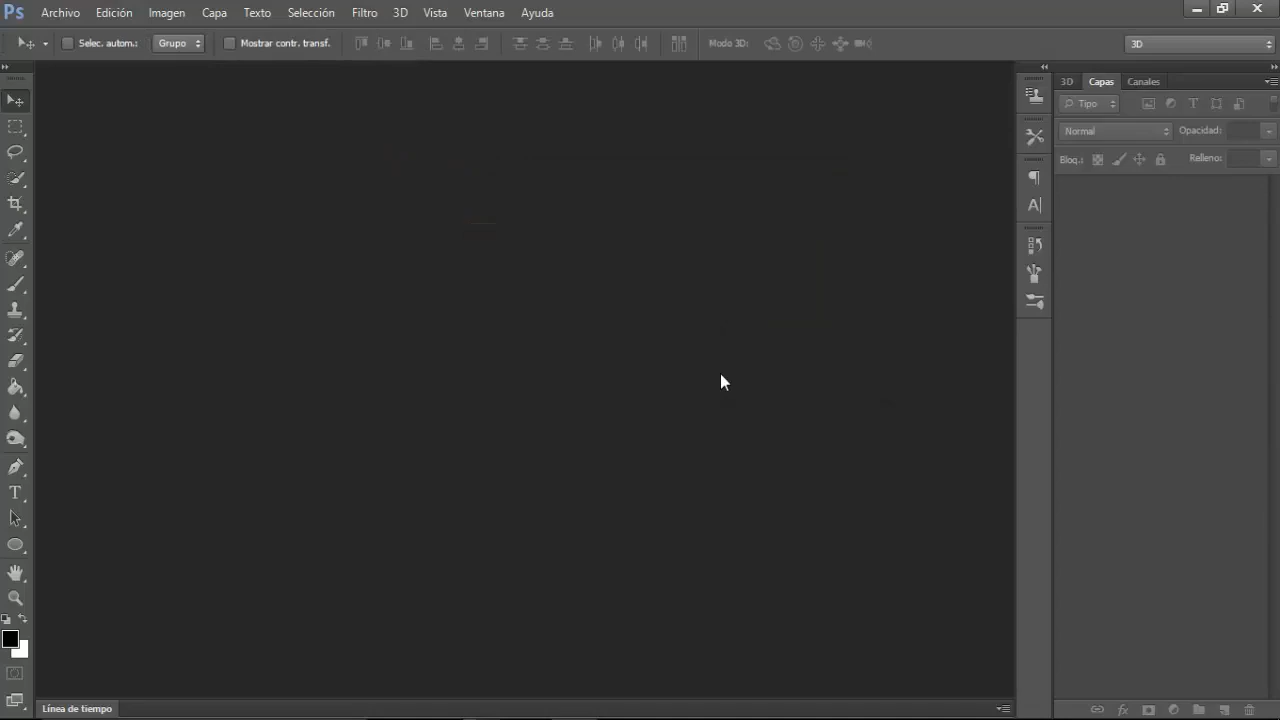 Ps Archivo Edición Imagen Capa Texto Selección Filtro 3D Vista Ventana Ayuda
Selec. autom.: Grupo Mostrar contr. transf. Modo 3D: 3D
3D Capas Canales
Tipo
Normal Opacidad:
Bloq.: Relleno:
Línea de tiempo